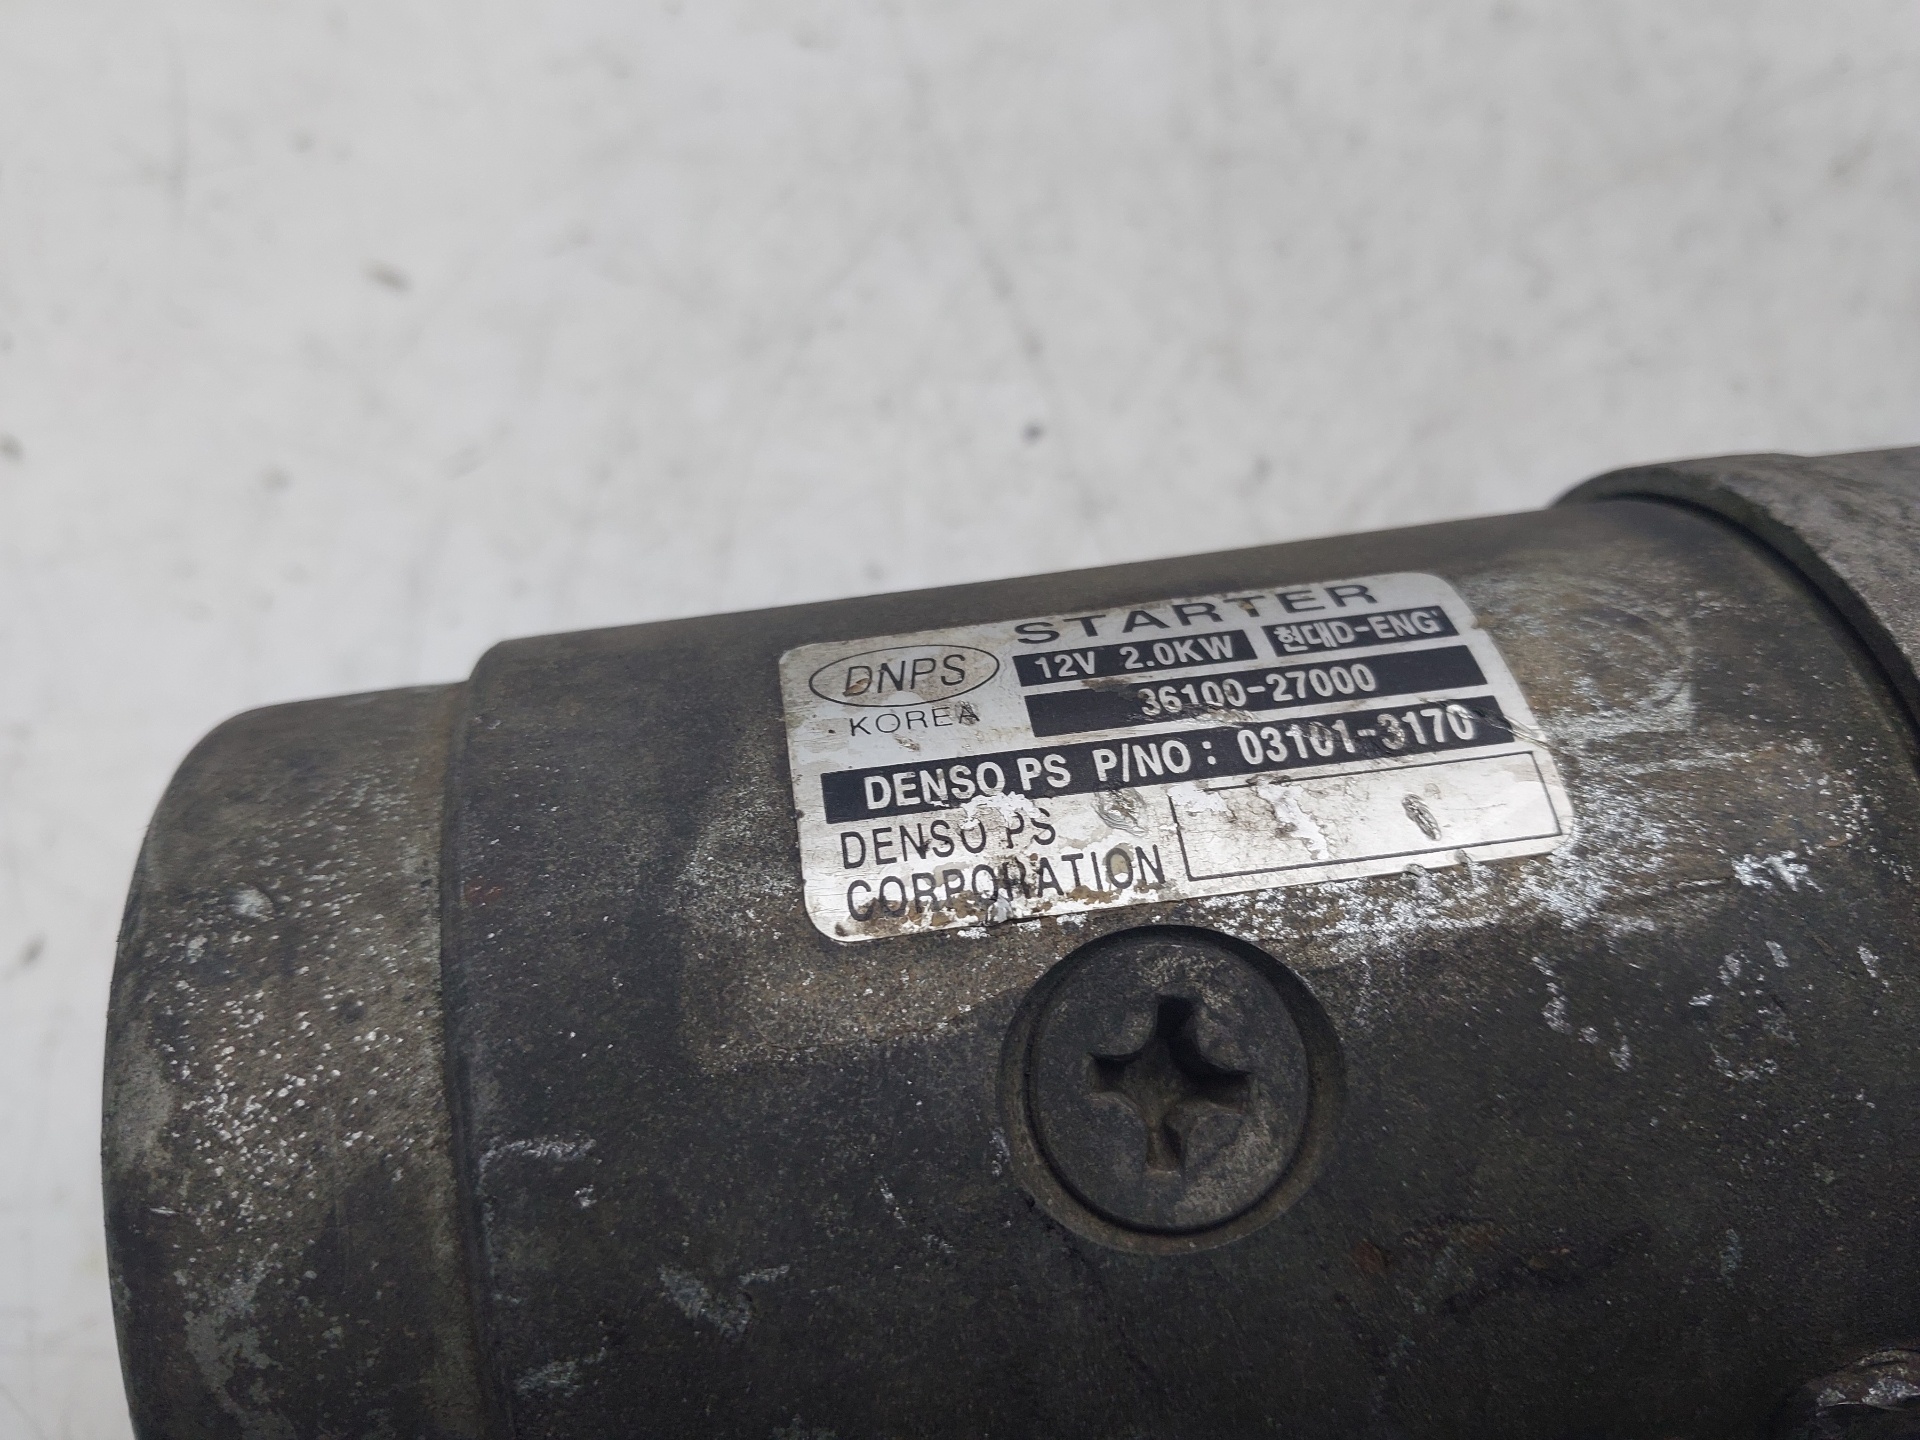 STARTER
DNPS
KOREA
12V 2.0KW 현대D-ENG'
36100-27000
DENSO PS P/NO : 03101-3170
DENSO PS
CORPORATION